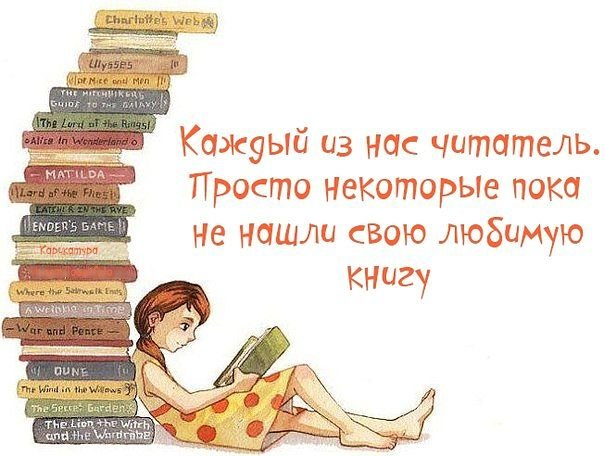 Charlotte's Web
Ulysses
Of Mice and Men
THE HITCHHIKERS
GUIDE TO THE GALAXY
The Lord of the Rings
Alice in Wonderland
MATILDA
Lord of the Flies
CATCHER IN THE RYE
ENDER'S GAME
Карикатура
Where the Sidewalk Ends
A Wrinkle in Time
War and Peace
DUNE
The Wind in the Willows
The Secret Garden
The Lion the Witch
and the Wardrobe
Каждый из нас читатель.
Просто некоторые пока
не нашли свою любимую
книгу